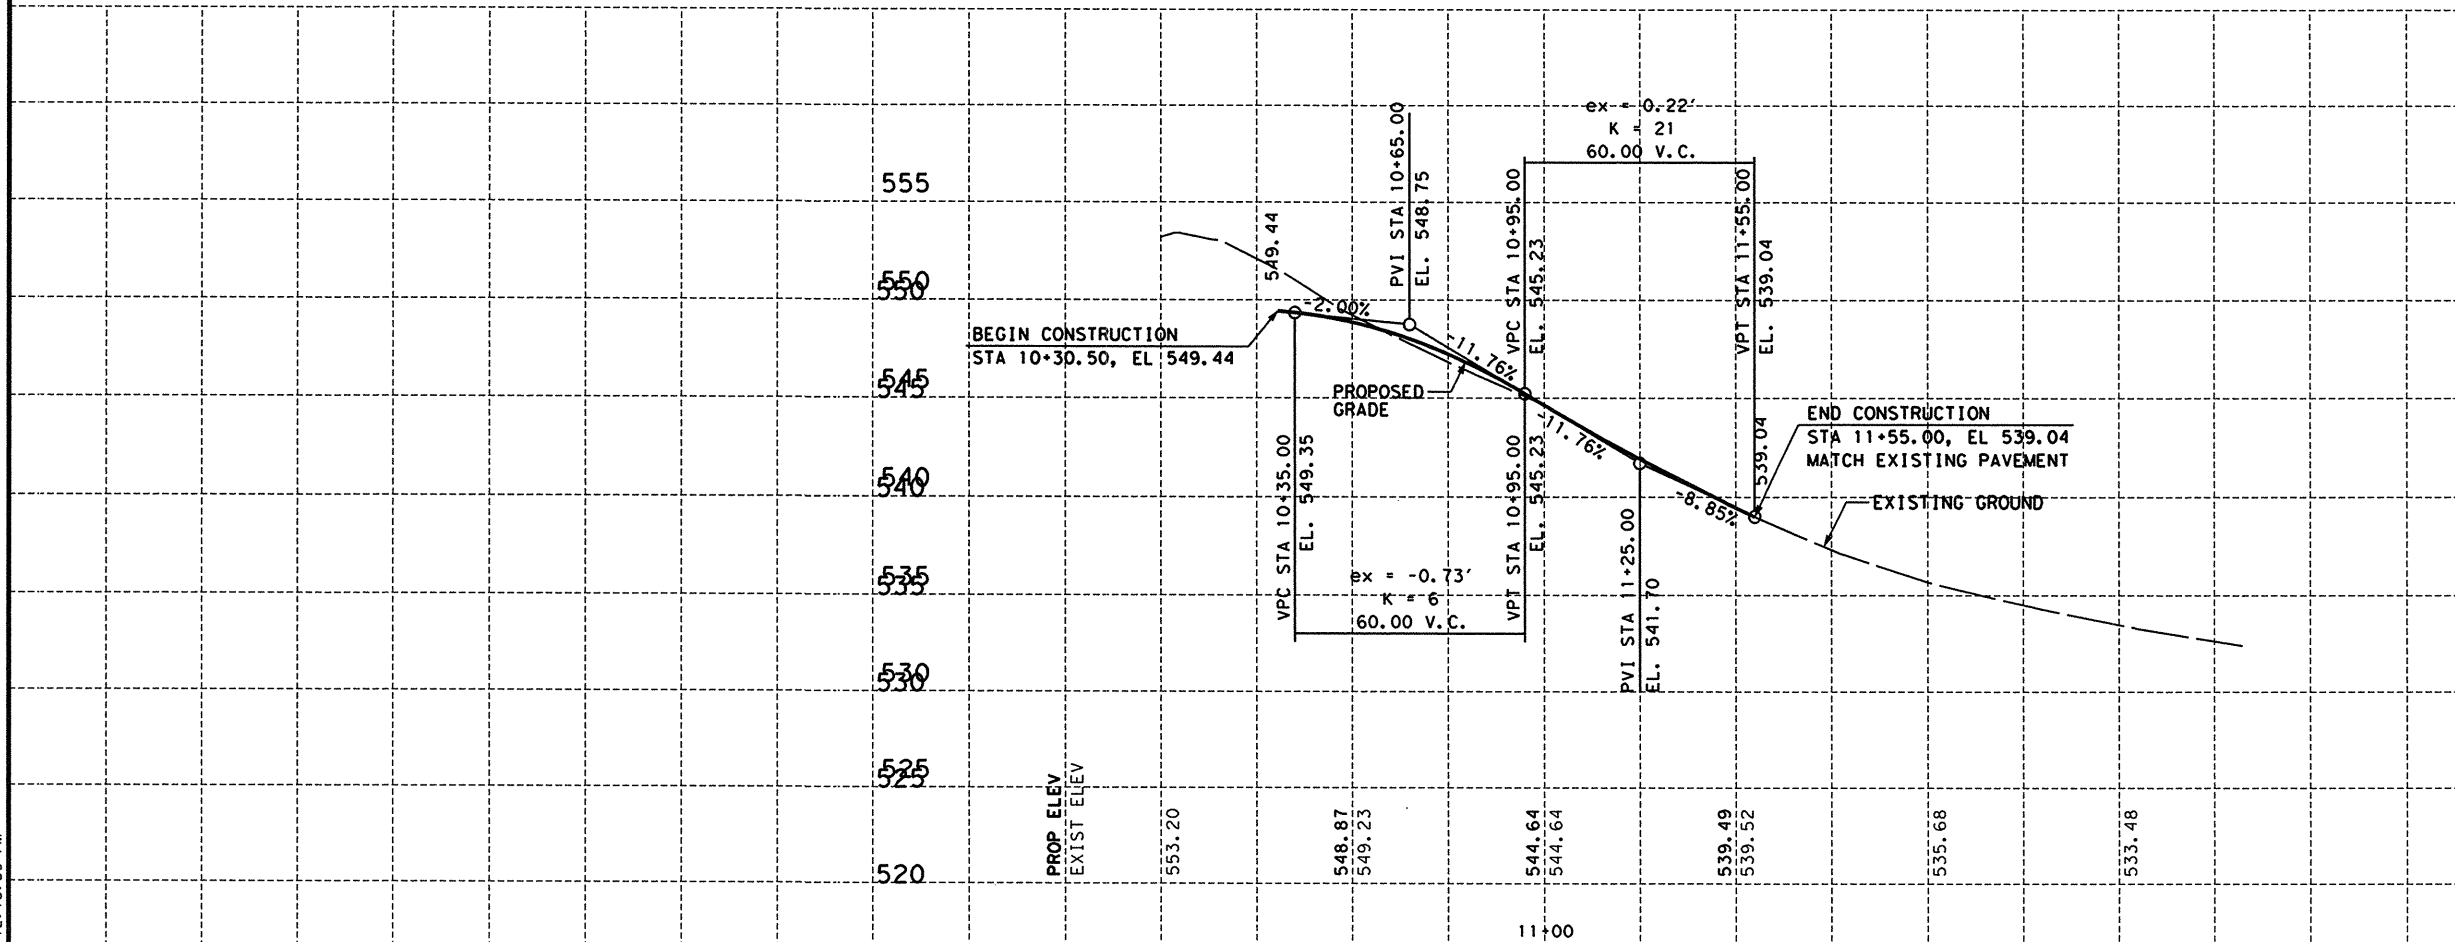 ex = 0.22'
K = 21
60.00 V.C.
PVI STA 10+65.00
EL. 548.75
VPC STA 10+95.00
EL. 545.23
VPT STA 11+55.00
EL. 539.04
555
549.44
550
550
-2.00%
BEGIN CONSTRUCTION
STA 10+30.50, EL 549.44
-11.76%
545
545
PROPOSED
GRADE
-11.76%
END CONSTRUCTION
STA 11+55.00, EL 539.04
MATCH EXISTING PAVEMENT
539.04
540
540
-8.85%
EXISTING GROUND
VPC STA 10+35.00
EL. 549.35
VPT STA 10+95.00
EL. 545.23
PVI STA 11+25.00
EL. 541.70
535
535
ex = -0.73'
K = 6
60.00 V.C.
530
530
525
525
PROP ELEV
EXIST ELEV
553.20
548.87
549.23
544.64
544.64
539.49
539.52
535.68
533.48
520
11+00